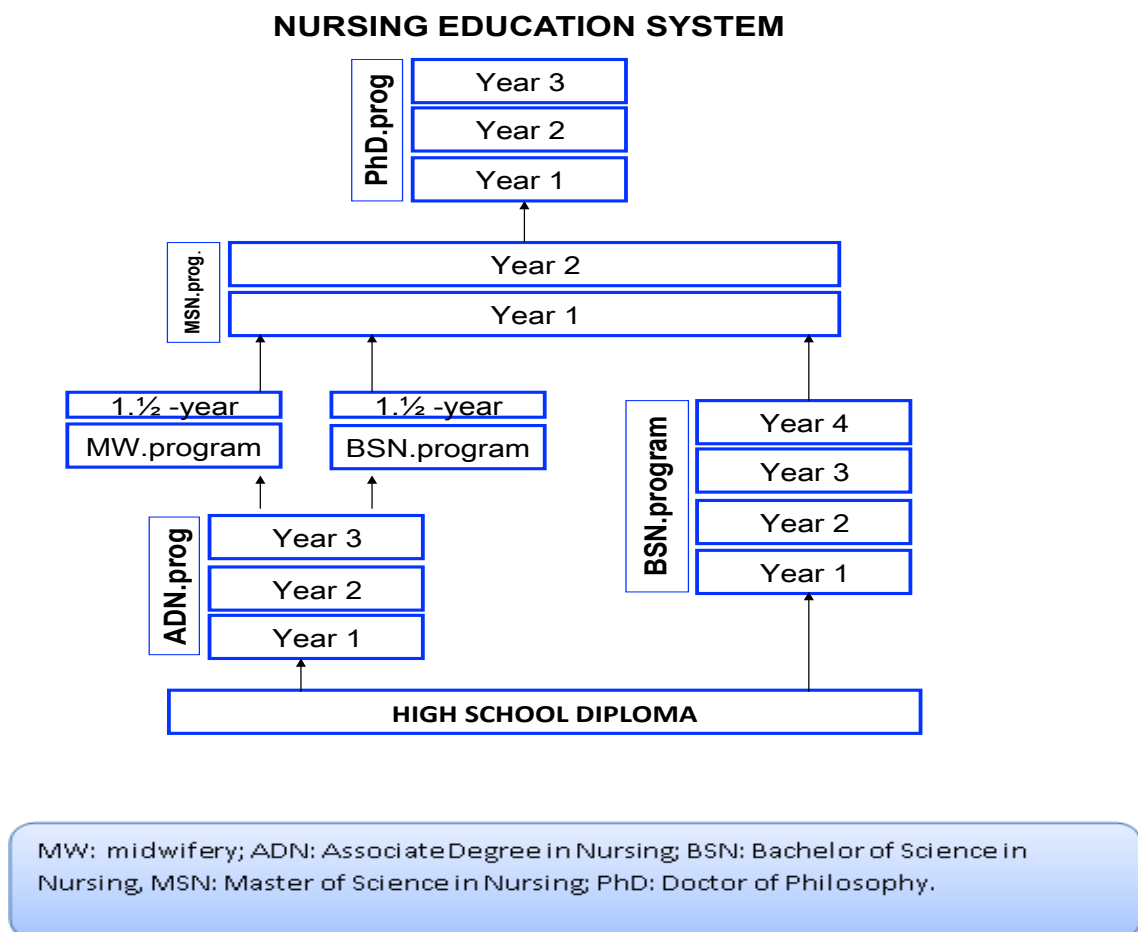 NURSING EDUCATION SYSTEM
PhD.prog
Year 3
Year 2
Year 1
MSN.prog.
Year 2
Year 1
1.½ -year
MW.program
1.½ -year
BSN.program
ADN.prog
Year 3
Year 2
Year 1
BSN.program
Year 4
Year 3
Year 2
Year 1
HIGH SCHOOL DIPLOMA
MW: midwifery; ADN: Associate Degree in Nursing; BSN: Bachelor of Science in
Nursing, MSN: Master of Science in Nursing; PhD: Doctor of Philosophy.